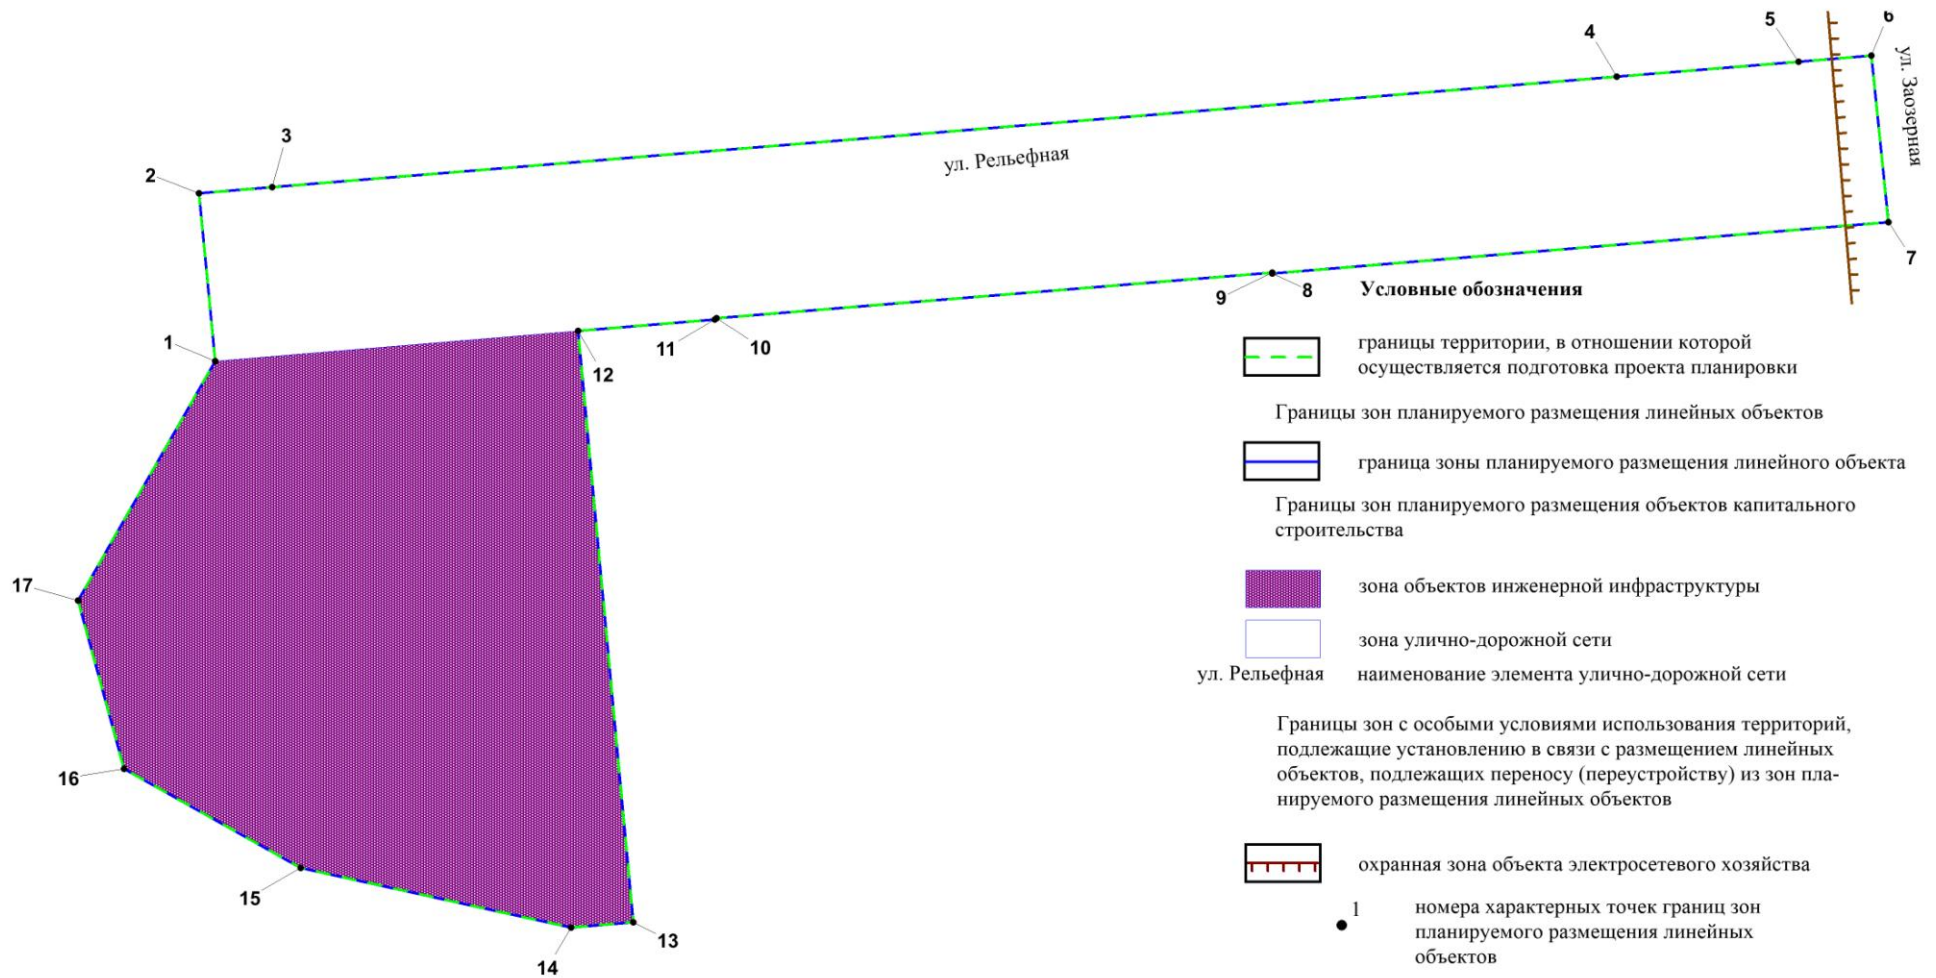 4
5
6
ул. Заозерная
3
2
ул. Рельефная
7
1
12
11
10
9
8
17
16
15
14
13
Условные обозначения
границы территории, в отношении которой
осуществляется подготовка проекта планировки
Границы зон планируемого размещения линейных объектов
граница зоны планируемого размещения линейного объекта
Границы зон планируемого размещения объектов капитального
строительства
зона объектов инженерной инфраструктуры
зона улично-дорожной сети
ул. Рельефная наименование элемента улично-дорожной сети
Границы зон с особыми условиями использования территорий,
подлежащие установлению в связи с размещением линейных
объектов, подлежащих переносу (переустройству) из зон пла-
нируемого размещения линейных объектов
охранная зона объекта электросетевого хозяйства
1
номера характерных точек границ зон
планируемого размещения линейных
объектов